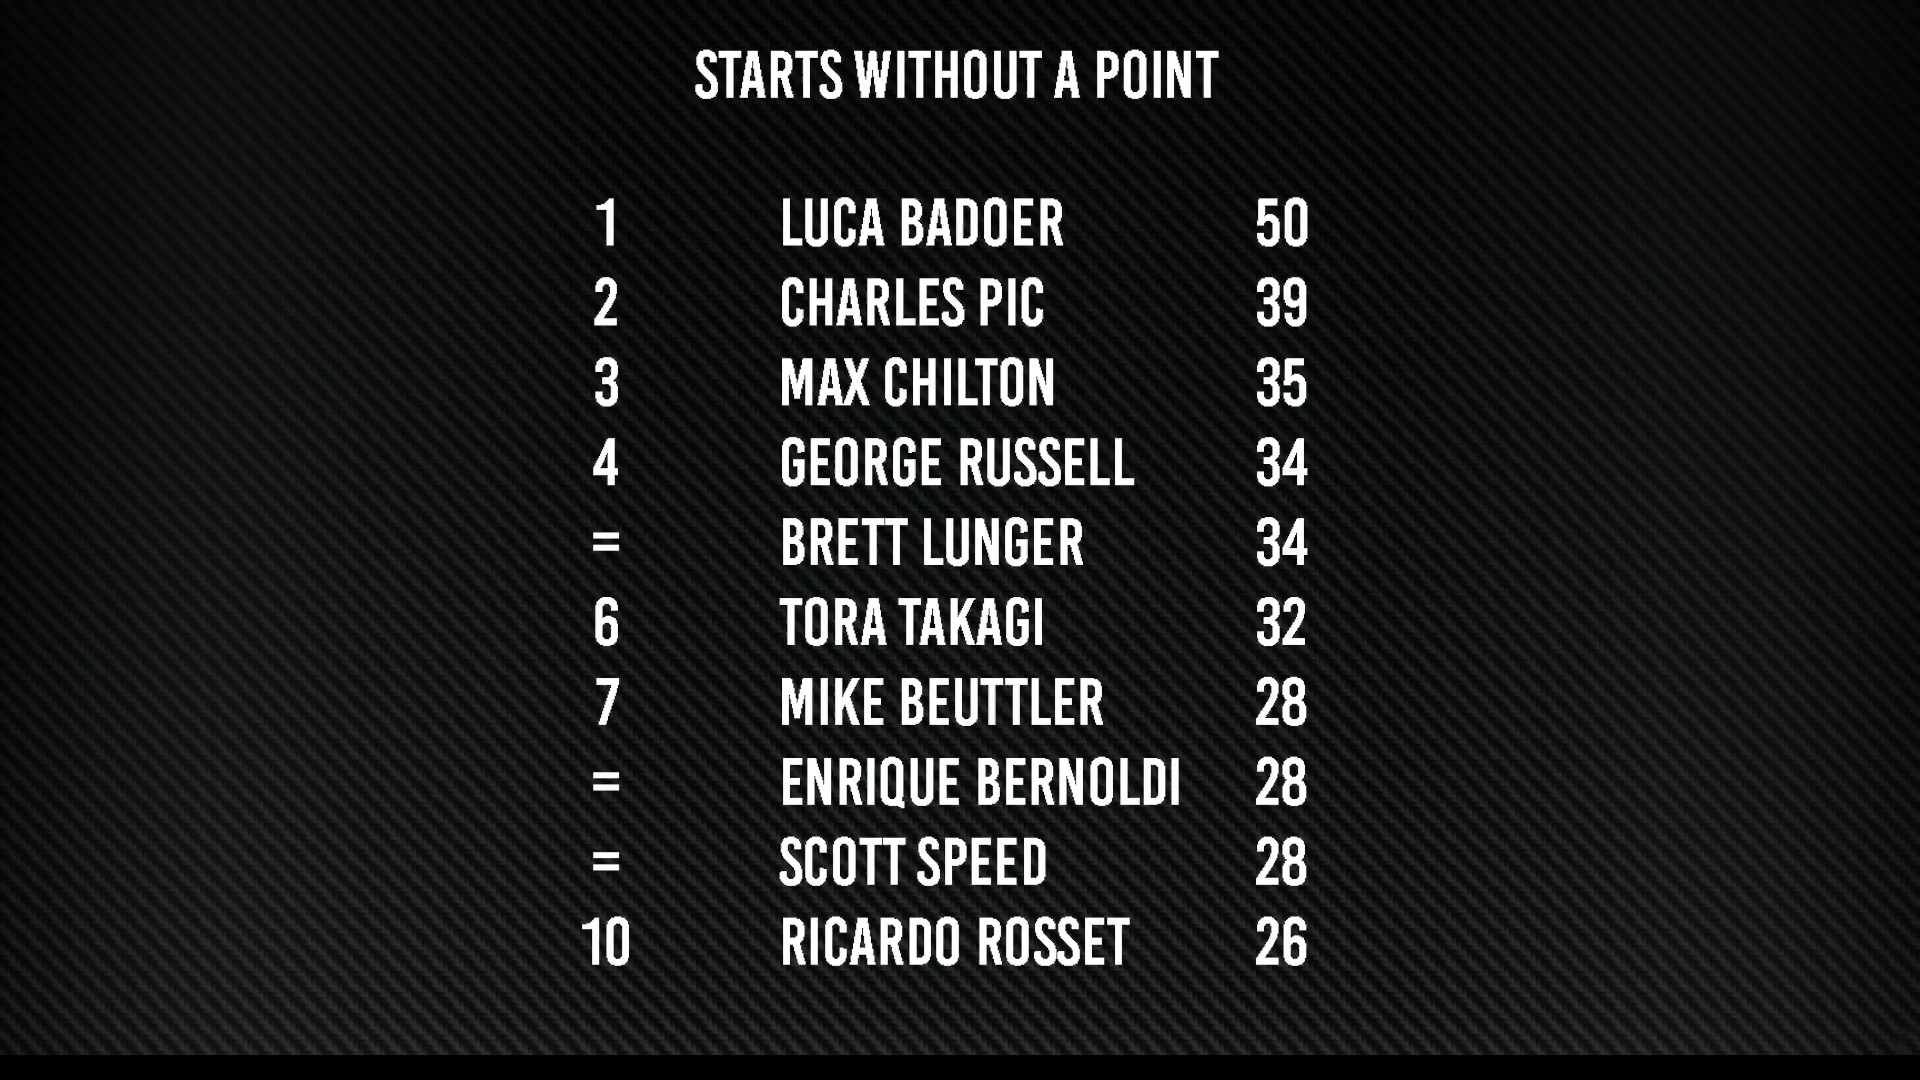 STARTS WITHOUT A POINT
1 LUCA BADOER 50
2 CHARLES PIC 39
3 MAX CHILTON 35
4 GEORGE RUSSELL 34
= BRETT LUNGER 34
6 TORA TAKAGI 32
7 MIKE BEUTTLER 28
= ENRIQUE BERNOLDI 28
= SCOTT SPEED 28
10 RICARDO ROSSET 26